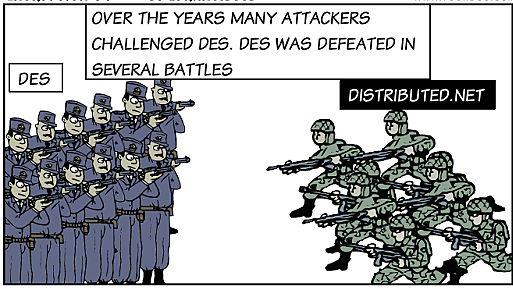 OVER THE YEARS MANY ATTACKERS
CHALLENGED DES. DES WAS DEFEATED IN
SEVERAL BATTLES
DES
DISTRIBUTED.NET